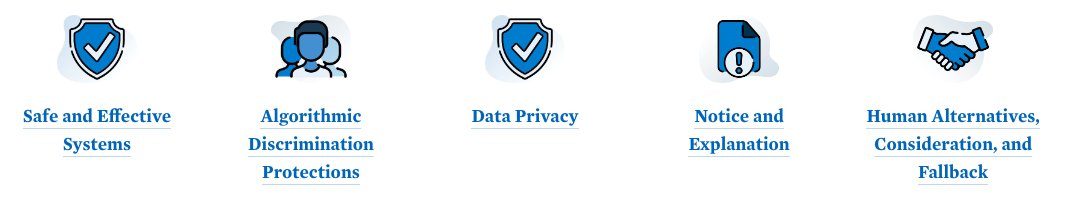 Safe and Effective
Systems
Algorithmic
Discrimination
Protections
Data Privacy
Notice and
Explanation
Human Alternatives,
Consideration, and
Fallback